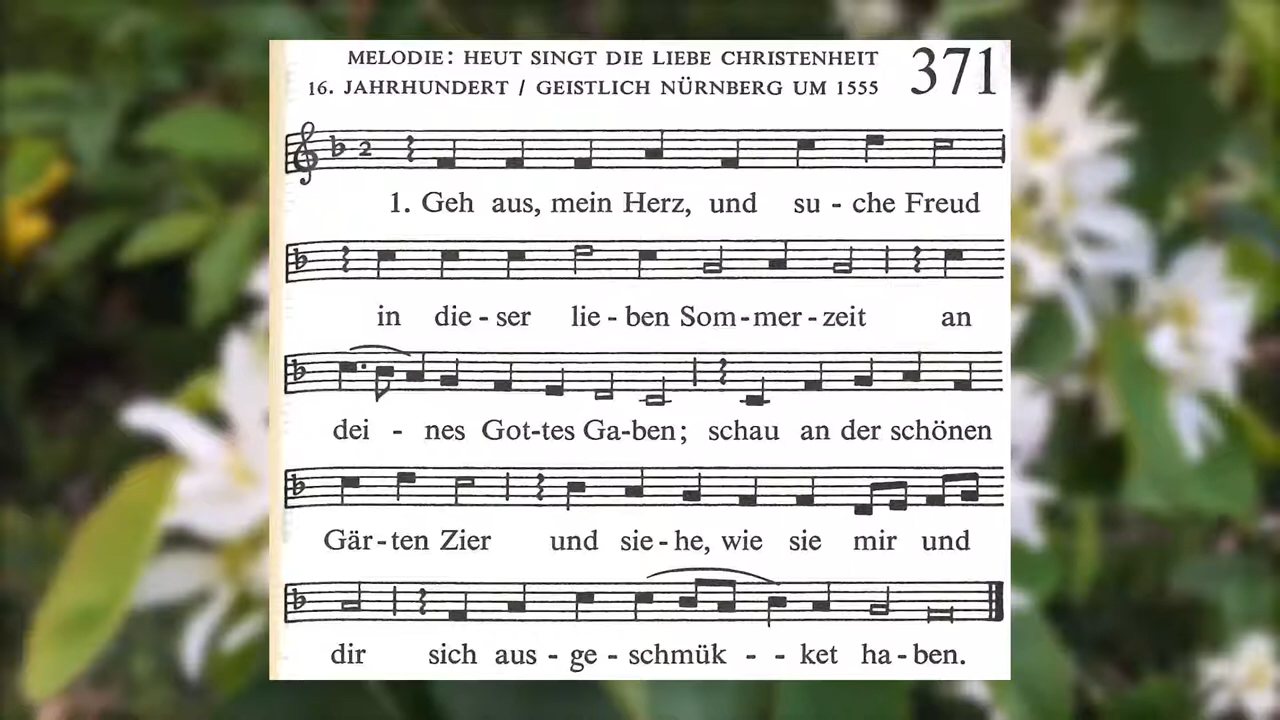 MELODIE: HEUT SINGT DIE LIEBE CHRISTENHEIT 371
16. JAHRHUNDERT / GEISTLICH NÜRNBERG UM 1555
2
1. Geh aus, mein Herz, und su - che Freud
in die - ser lie - ben Som - mer - zeit an
dei - nes Got-tes Ga-ben; schau an der schönen
Gär - ten Zier und sie - he, wie sie mir und
dir sich aus - ge - schmük - - ket ha - ben.